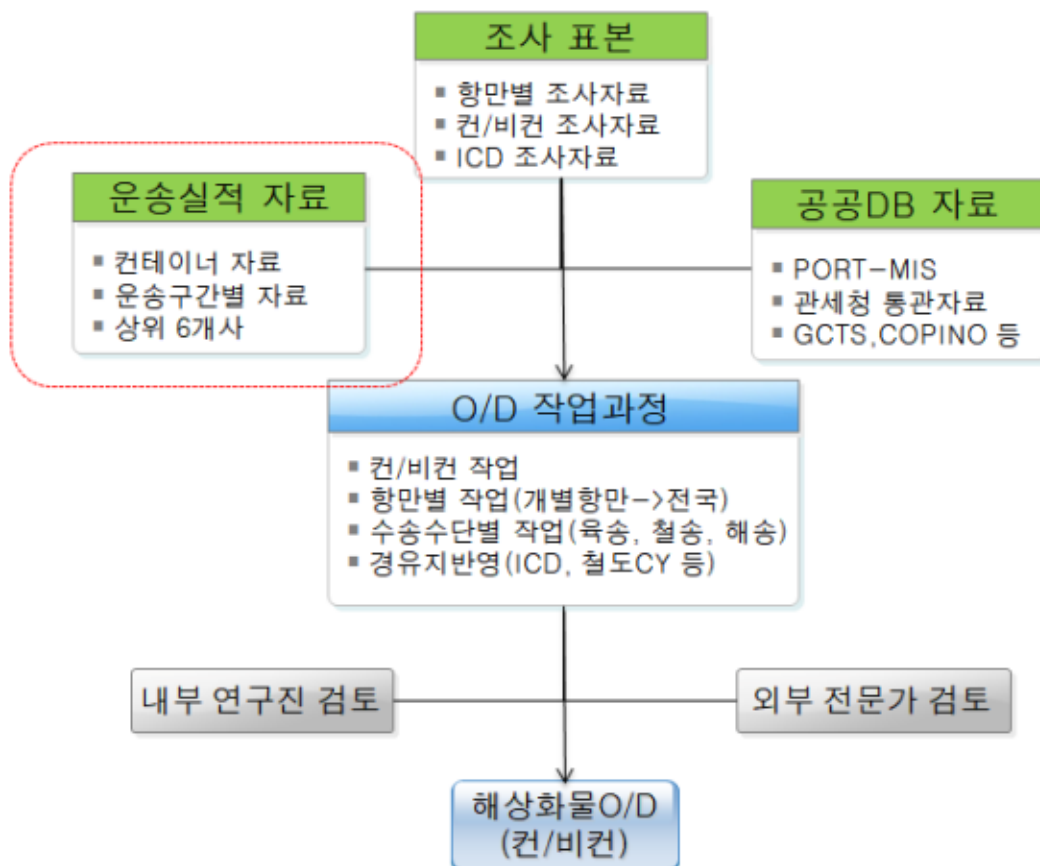 조사 표본
▪ 항만별 조사자료
▪ 컨/비컨 조사자료
▪ ICD 조사자료
운송실적 자료
▪ 컨테이너 자료
▪ 운송구간별 자료
▪ 상위 6개사
공공DB 자료
▪ PORT-MIS
▪ 관세청 통관자료
▪ GCTS,COPINO 등
O/D 작업과정
▪ 컨/비컨 작업
▪ 항만별 작업(개별항만->전국)
▪ 수송수단별 작업(육송, 철송, 해송)
▪ 경유지반영(ICD, 철도CY 등)
내부 연구진 검토
외부 전문가 검토
해상화물O/D
(컨/비컨)